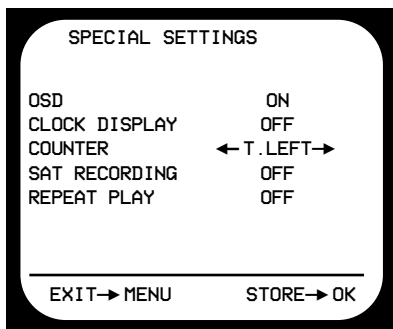 SPECIAL SETTINGS
OSD ON
CLOCK DISPLAY OFF
COUNTER ←T.LEFT→
SAT RECORDING OFF
REPEAT PLAY OFF
EXIT→MENU STORE→OK